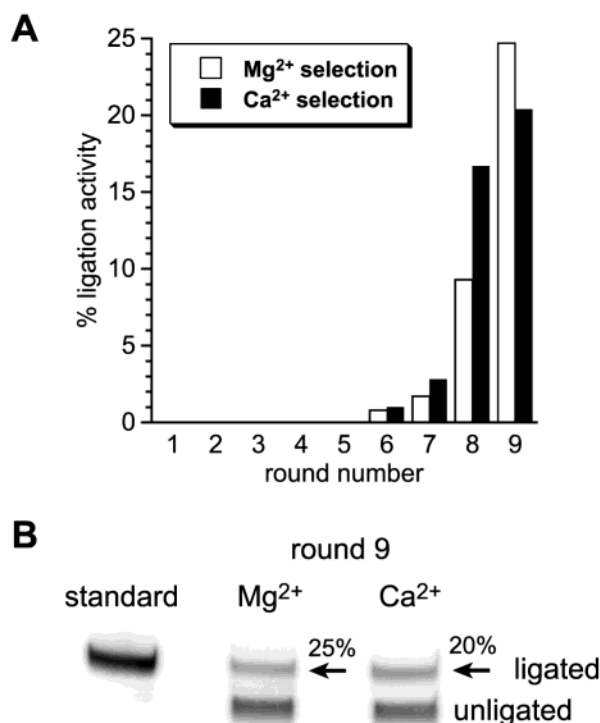 A
25
20
15
10
5
0
% ligation activity
Mg²⁺ selection
Ca²⁺ selection
1 2 3 4 5 6 7 8 9
round number
B
round 9
standard Mg²⁺ Ca²⁺
25% 20%
ligated
unligated